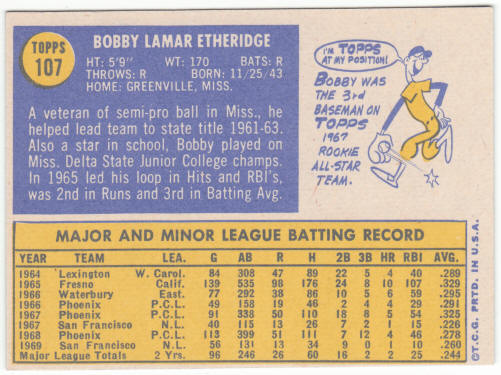 TOPPS
107
BOBBY LAMAR ETHERIDGE
HT: 5'9" WT: 170 BATS: R
THROWS: R BORN: 11/25/43
HOME: GREENVILLE, MISS.
A veteran of semi-pro ball in Miss., he
helped lead team to state title 1961-63.
Also a star in school, Bobby played on
Miss. Delta State Junior College champs.
In 1965 led his loop in Hits and RBI's,
was 2nd in Runs and 3rd in Batting Avg.
I'M TOPPS
AT MY POSITION!
BOBBY WAS
THE 3rd
BASEMAN ON
TOPPS
1967
ROOKIE
ALL-STAR
TEAM.
MAJOR AND MINOR LEAGUE BATTING RECORD
YEAR TEAM LEA. G AB R H 2B 3B HR RBI AVG.
1964 Lexington W. Carol. 84 308 47 89 22 5 4 40 .289
1965 Fresno Calif. 139 535 98 176 24 8 10 107 .329
1966 Waterbury East. 77 292 38 86 10 5 6 59 .295
1966 Phoenix P.C.L. 49 158 19 46 2 4 4 29 .291
1967 Phoenix P.C.L. 91 338 50 110 18 8 5 54 .325
1967 San Francisco N.L. 40 115 13 26 7 2 1 15 .226
1968 Phoenix P.C.L. 113 399 51 111 3 7 12 46 .278
1969 San Francisco N.L. 56 131 13 34 9 0 1 10 .260
Major League Totals 2 Yrs. 96 246 26 60 16 2 2 25 .244
©T.C.G. PRTD. IN U.S.A.